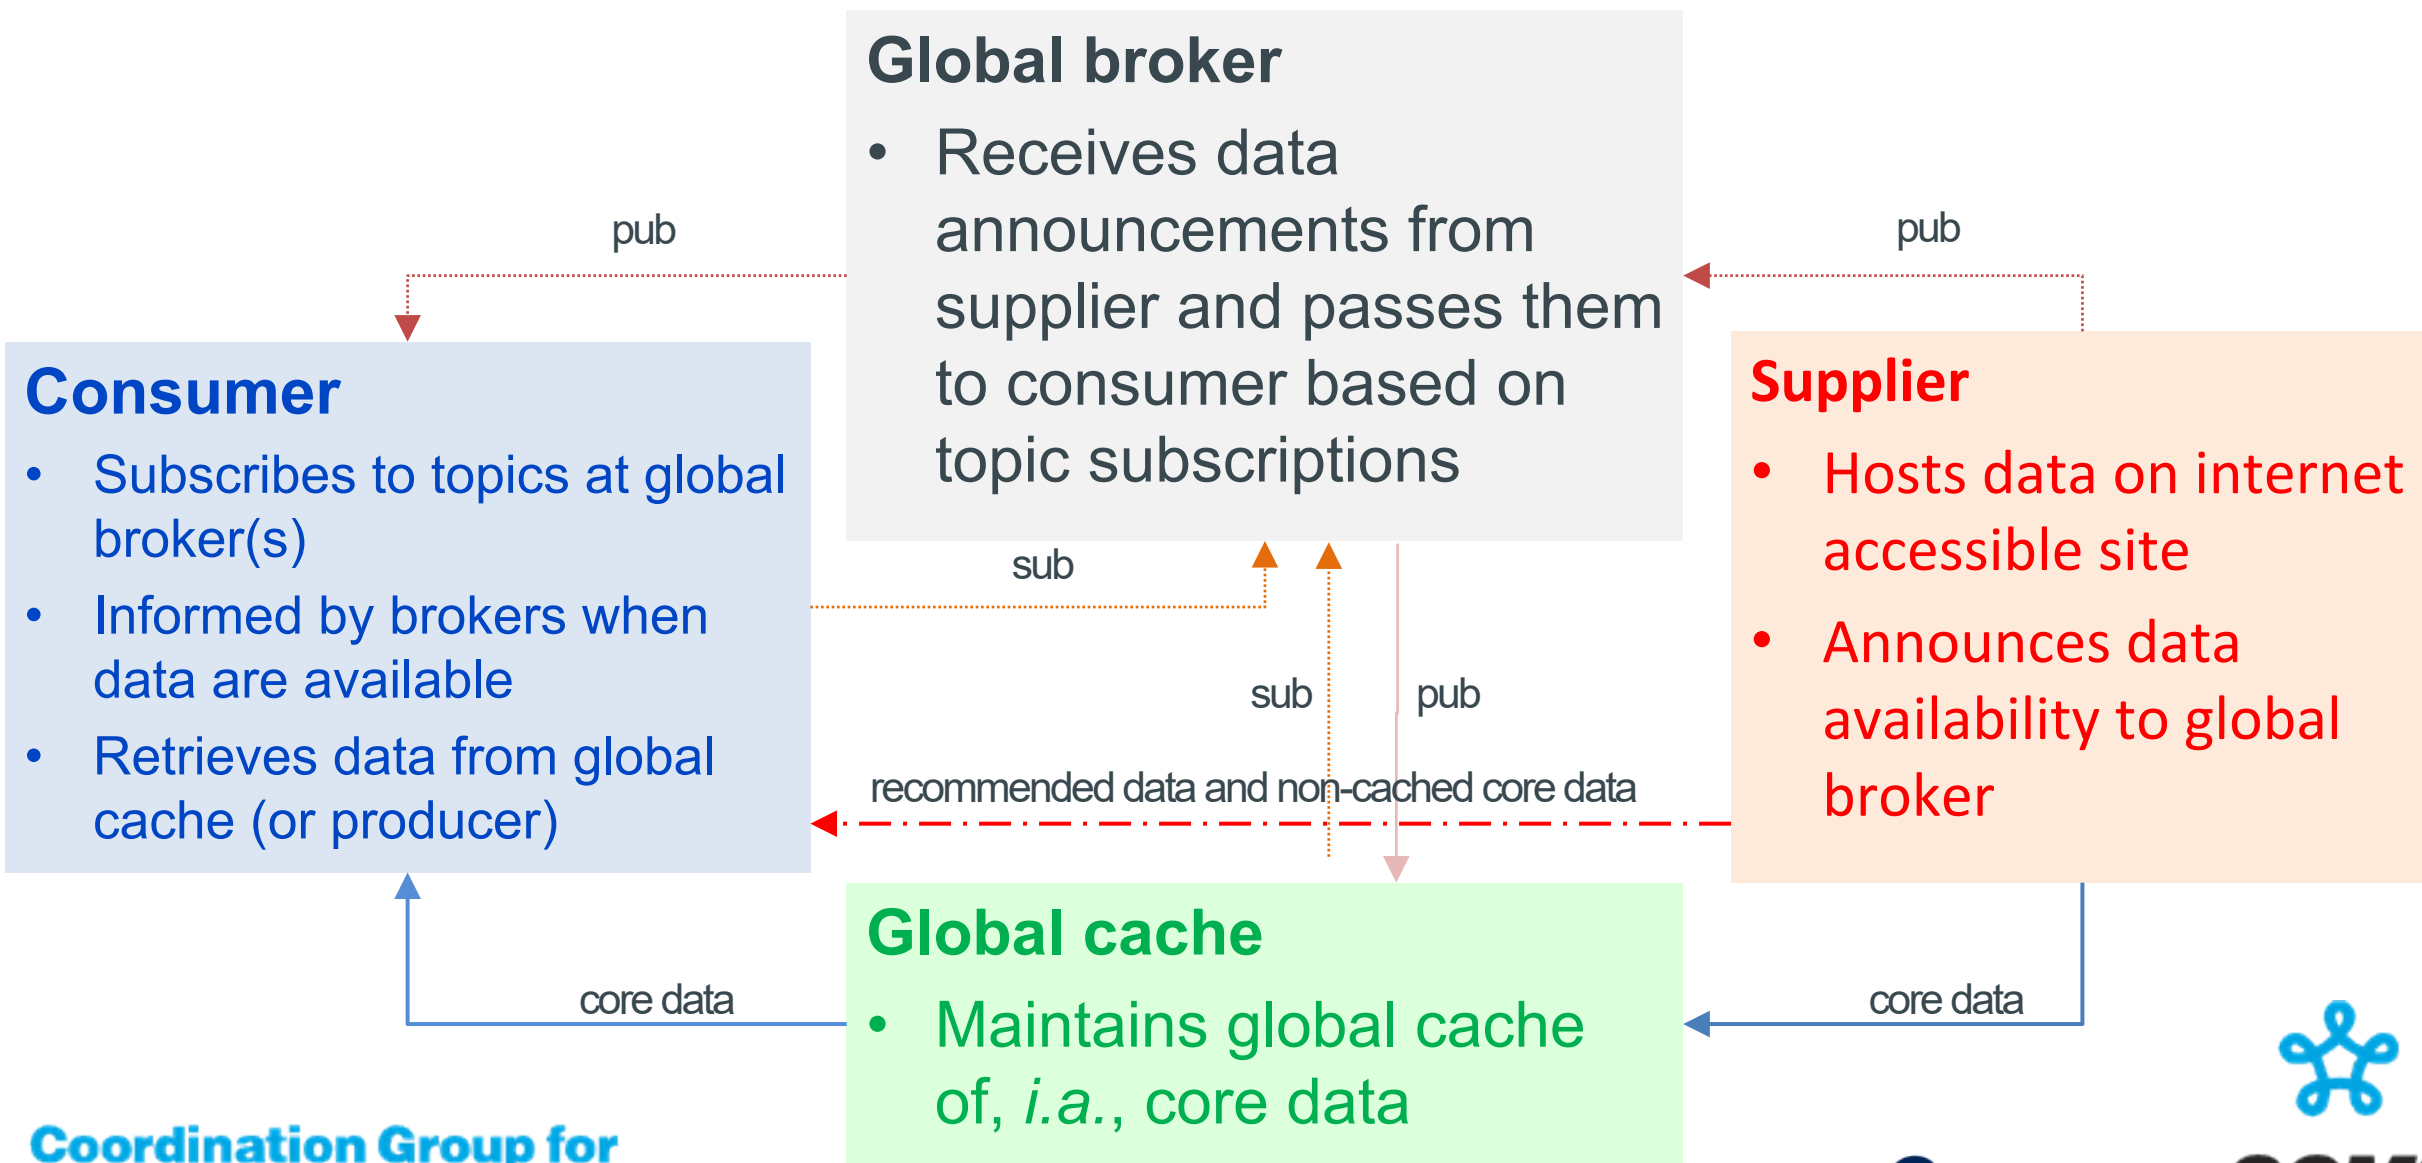 Global broker
• Receives data
announcements from
supplier and passes them
to consumer based on
topic subscriptions
pub
pub
Consumer
• Subscribes to topics at global
broker(s)
• Informed by brokers when
data are available
• Retrieves data from global
cache (or producer)
Supplier
• Hosts data on internet
accessible site
• Announces data
availability to global
broker
sub
sub
pub
recommended data and non-cached core data
Global cache
• Maintains global cache
of, i.a., core data
core data
core data
Coordination Group for